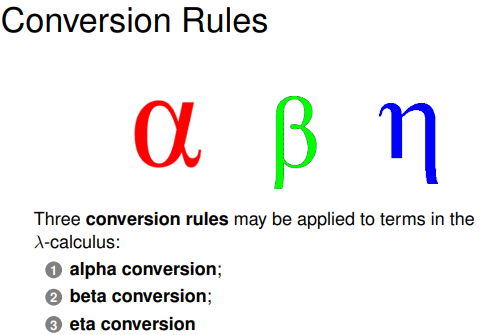 Conversion Rules
α β η
Three conversion rules may be applied to terms in the
λ-calculus:
1 alpha conversion;
2 beta conversion;
3 eta conversion